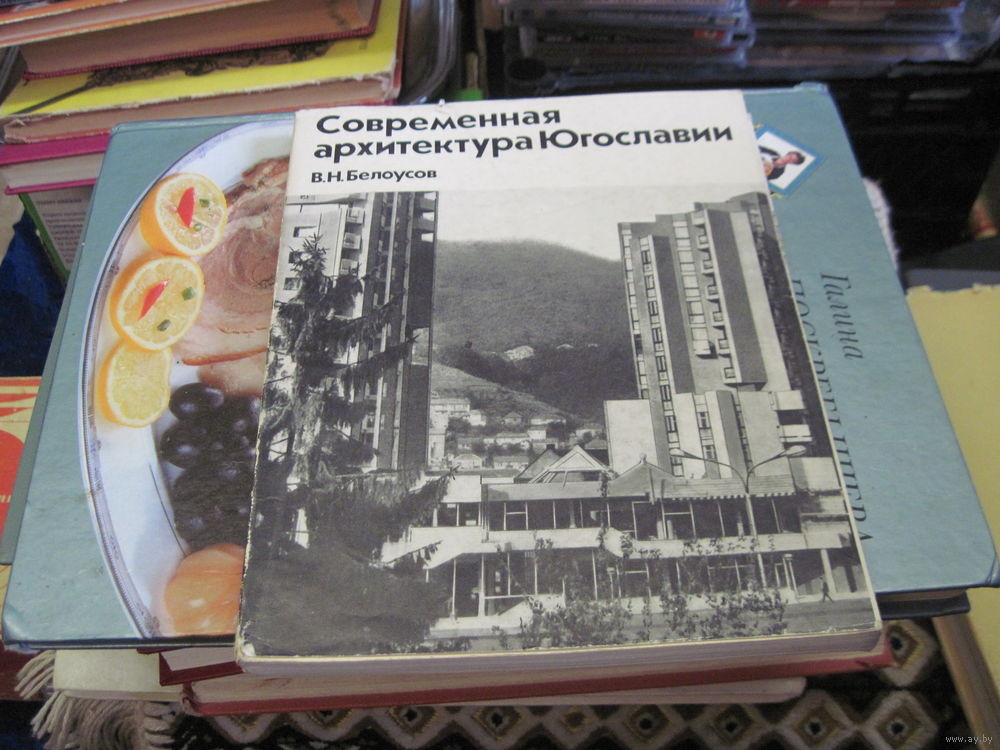 Современная
архитектура Югославии
В.Н.Белоусов
Галина
www.ay.by